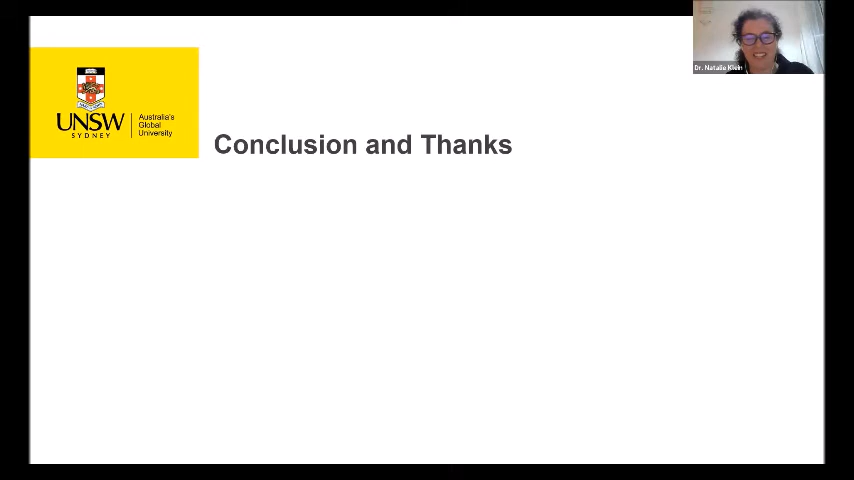 Dr. Natalie Klein
UNSW
SYDNEY
Australia's
Global
University
Conclusion and Thanks